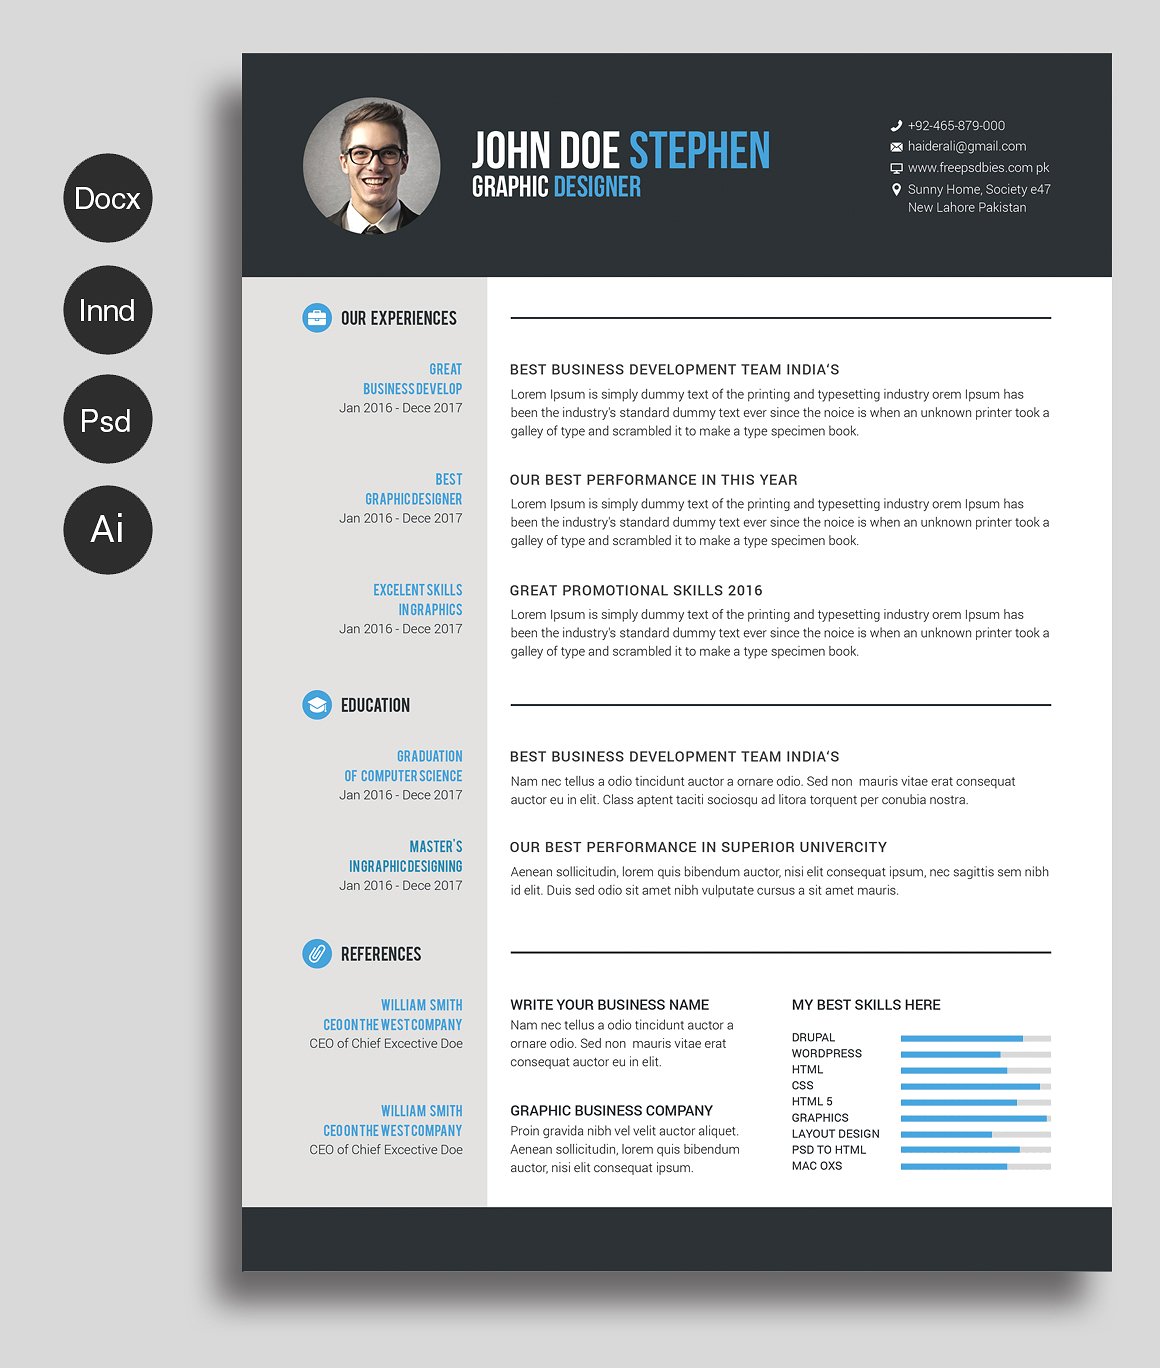 Docx
Innd
Psd
Ai
JOHN DOE STEPHEN
GRAPHIC DESIGNER
+92-465-879-000
haiderali@gmail.com
www.freepsdbies.com pk
Sunny Home, Society e47
New Lahore Pakistan
OUR EXPERIENCES
GREAT
BUSINESS DEVELOP
Jan 2016 - Dece 2017
BEST BUSINESS DEVELOPMENT TEAM INDIA'S
Lorem Ipsum is simply dummy text of the printing and typesetting industry orem Ipsum has
been the industry's standard dummy text ever since the noice is when an unknown printer took a
galley of type and scrambled it to make a type specimen book.
BEST
GRAPHIC DESIGNER
Jan 2016 - Dece 2017
OUR BEST PERFORMANCE IN THIS YEAR
Lorem Ipsum is simply dummy text of the printing and typesetting industry orem Ipsum has
been the industry's standard dummy text ever since the noice is when an unknown printer took a
galley of type and scrambled it to make a type specimen book.
EXCELENT SKILLS
IN GRAPHICS
Jan 2016 - Dece 2017
GREAT PROMOTIONAL SKILLS 2016
Lorem Ipsum is simply dummy text of the printing and typesetting industry orem Ipsum has
been the industry's standard dummy text ever since the noice is when an unknown printer took a
galley of type and scrambled it to make a type specimen book.
EDUCATION
GRADUATION
OF COMPUTER SCIENCE
Jan 2016 - Dece 2017
BEST BUSINESS DEVELOPMENT TEAM INDIA'S
Nam nec tellus a odio tincidunt auctor a ornare odio. Sed non mauris vitae erat consequat
auctor eu in elit. Class aptent taciti sociosqu ad litora torquent per conubia nostra.
MASTER'S
IN GRAPHIC DESIGNING
Jan 2016 - Dece 2017
OUR BEST PERFORMANCE IN SUPERIOR UNIVERCITY
Aenean sollicitudin, lorem quis bibendum auctor, nisi elit consequat ipsum, nec sagittis sem nibh
id elit. Duis sed odio sit amet nibh vulputate cursus a sit amet mauris.
REFERENCES
WILLIAM SMITH
CEO ON THE WEST COMPANY
CEO of Chief Excective Doe
WRITE YOUR BUSINESS NAME
Nam nec tellus a odio tincidunt auctor a
ornare odio. Sed non mauris vitae erat
consequat auctor eu in elit.
WILLIAM SMITH
CEO ON THE WEST COMPANY
CEO of Chief Excective Doe
GRAPHIC BUSINESS COMPANY
Proin gravida nibh vel velit auctor aliquet.
Aenean sollicitudin, lorem quis bibendum
auctor, nisi elit consequat ipsum.
MY BEST SKILLS HERE
DRUPAL
WORDPRESS
HTML
CSS
HTML 5
GRAPHICS
LAYOUT DESIGN
PSD TO HTML
MAC OXS